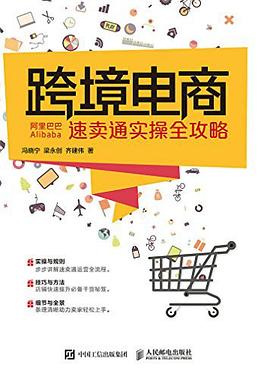 跨境电商
阿里巴巴
Alibaba
速卖通实操全攻略
冯晓宁 梁永创 齐建伟 著
实操与规则
步步讲解速卖通运营全流程。
技巧与方法
店铺快速提升必备干货秘笈。
细节与全景
条理清晰助力卖家轻松上手。
中国工信出版集团
人民邮电出版社